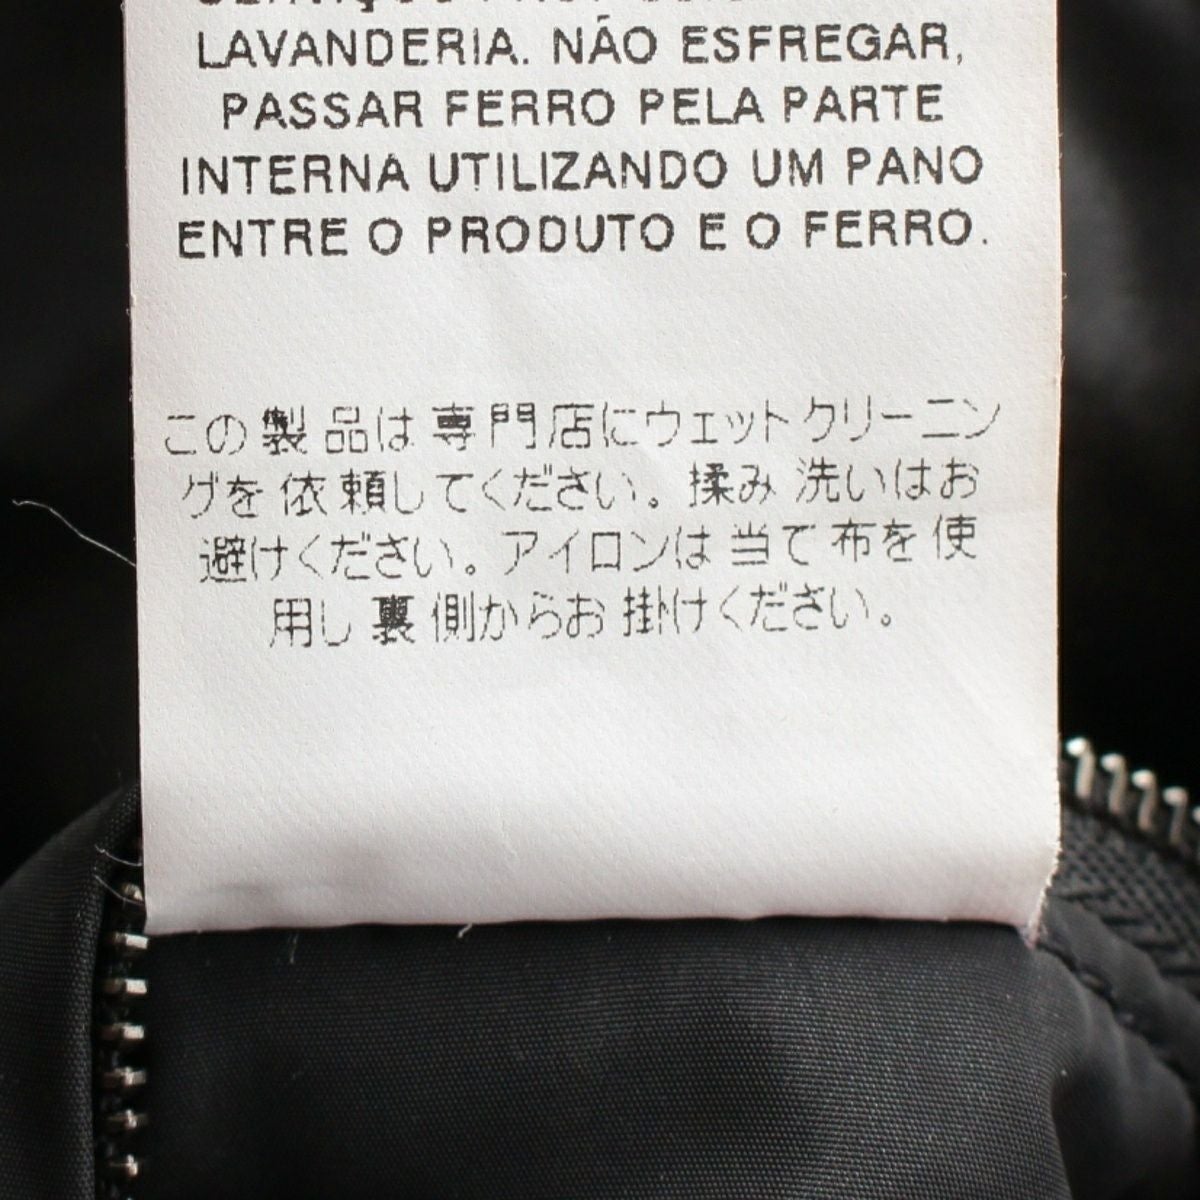 LAVANDERIA. NÃO ESFREGAR,
PASSAR FERRO PELA PARTE
INTERNA UTILIZANDO UM PANO
ENTRE O PRODUTO E O FERRO.
この製品は専門店にウェットクリーニン
グを依頼してください。揉み洗いはお
避けください。アイロンは当て布を使
用し裏側からお掛けください。